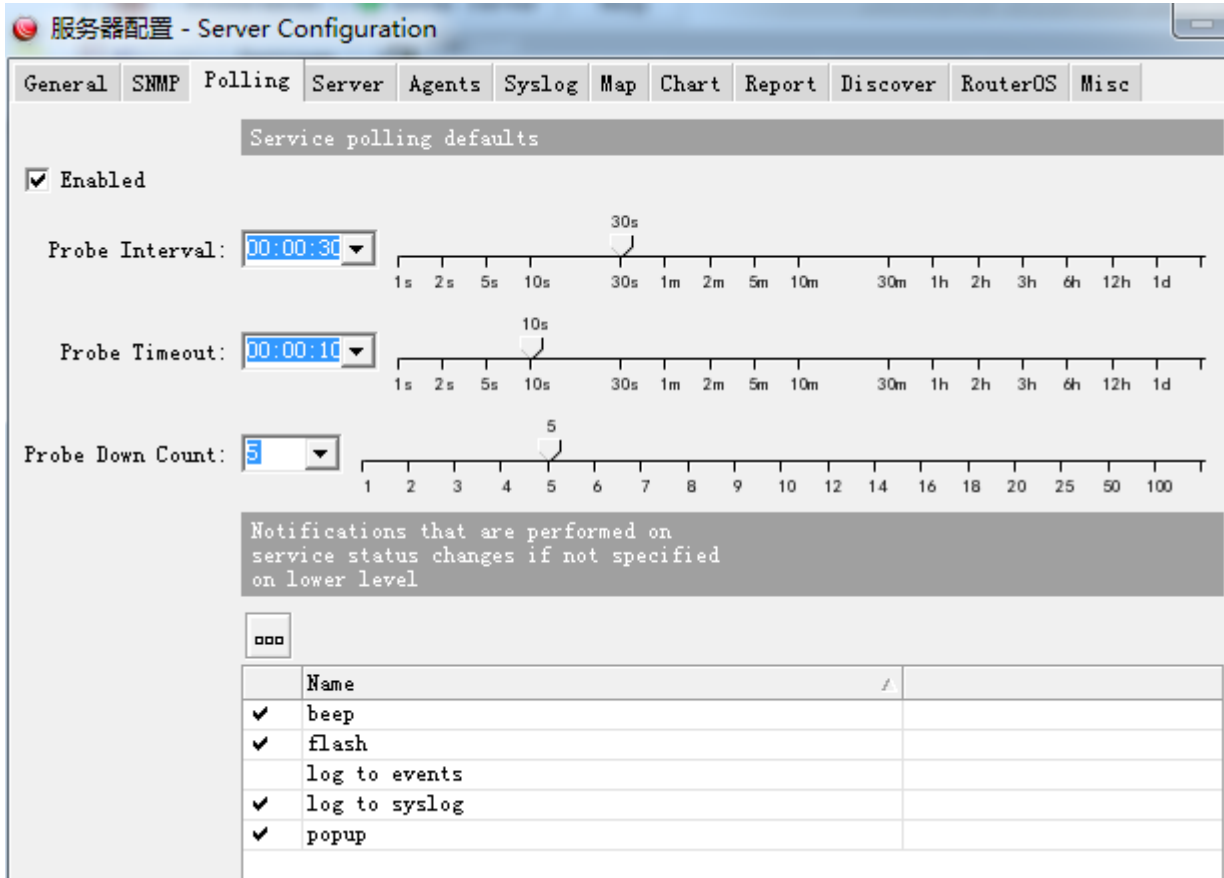 服务器配置 - Server Configuration
General SNMP Polling Server Agents Syslog Map Chart Report Discover RouterOS Misc
Service polling defaults
Enabled
30s
Probe Interval: 00:00:30
1s 2s 5s 10s 30s 1m 2m 5m 10m 30m 1h 2h 3h 6h 12h 1d
10s
Probe Timeout: 00:00:10
1s 2s 5s 10s 30s 1m 2m 5m 10m 30m 1h 2h 3h 6h 12h 1d
5
Probe Down Count: 5
1 2 3 4 5 6 7 8 9 10 12 14 16 18 20 25 50 100
Notifications that are performed on
service status changes if not specified
on lower level
Name
beep
flash
log to events
log to syslog
popup